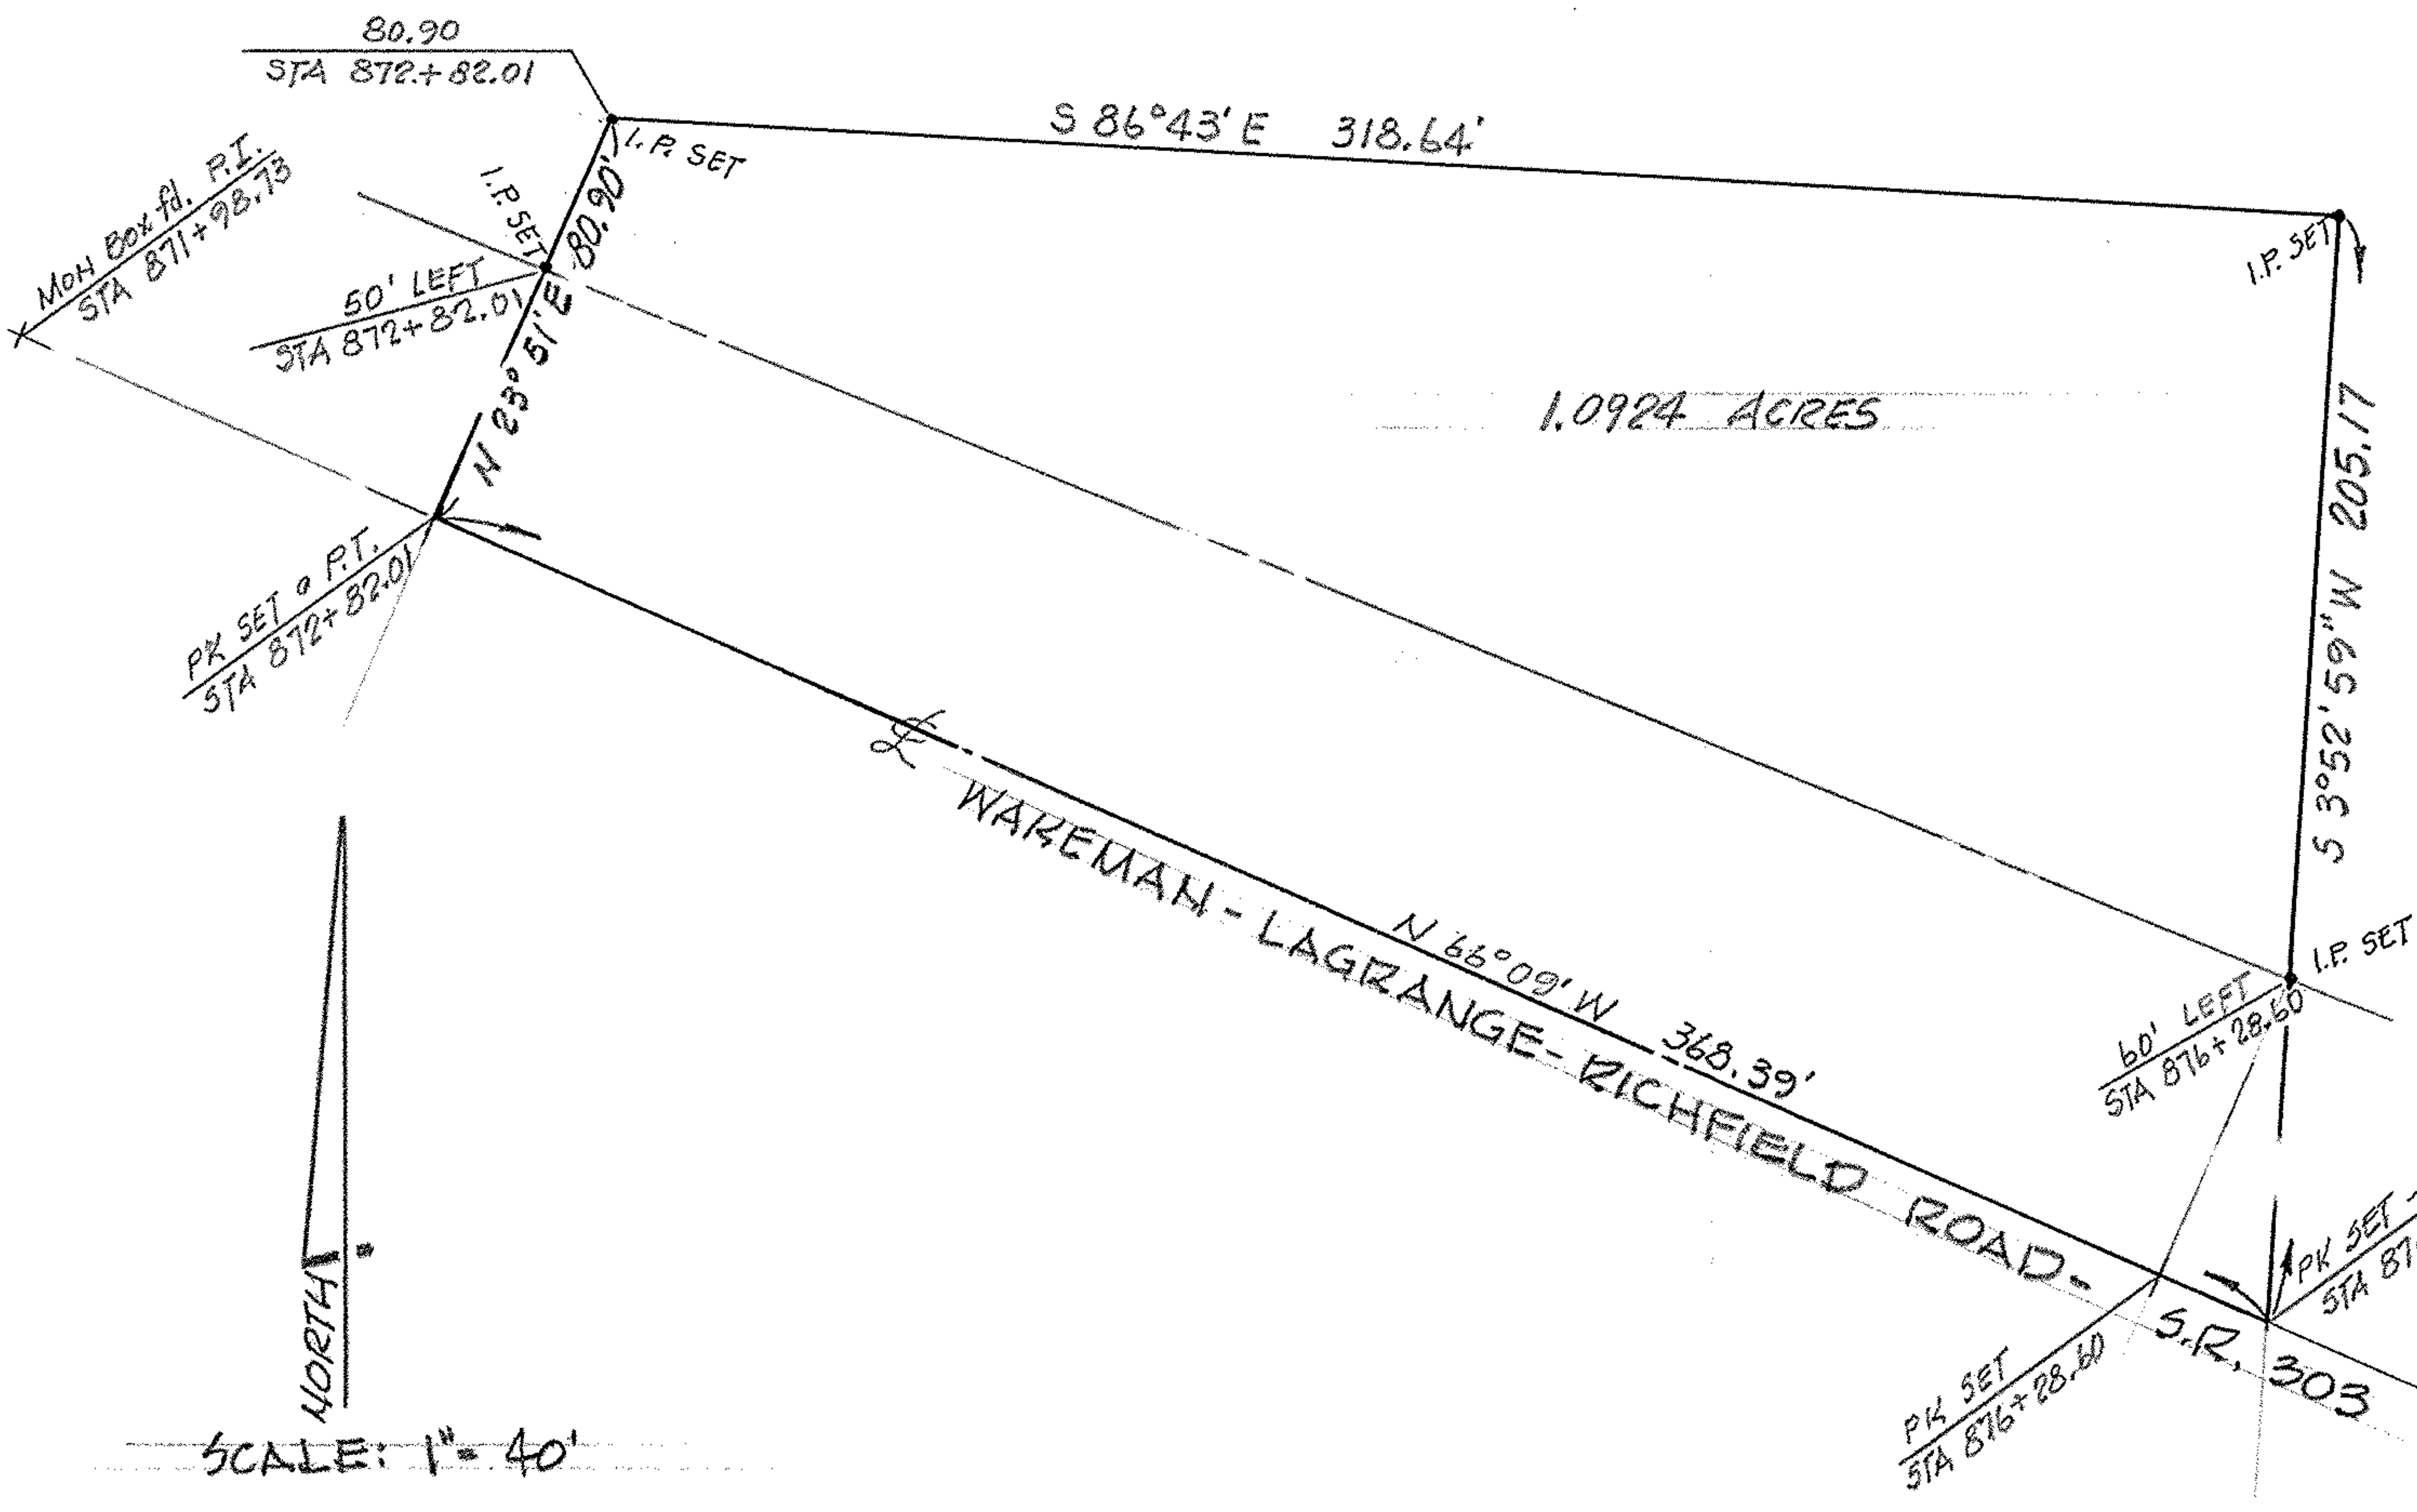 80.90
STA 872+82.01
S 86°43' E 318.64'
I.P. SET
MON BOX fd. P.I.
STA 871+98.73
I.P. SET
80.90'
50' LEFT
STA 872+82.01
N 23° 51' E
I.P. SET
1.0924 ACRES
S 3°52'59" W 205.17
PK SET @ P.T.
STA 872+82.01
WAKEMAN - LAGRANGE - RICHFIELD ROAD - S.R. 303
N 66°09' W 368.39'
I.P. SET
60' LEFT
STA 876+28.60
PK SET
STA 87
PK SET
STA 876+28.60
NORTH
SCALE: 1"= 40'